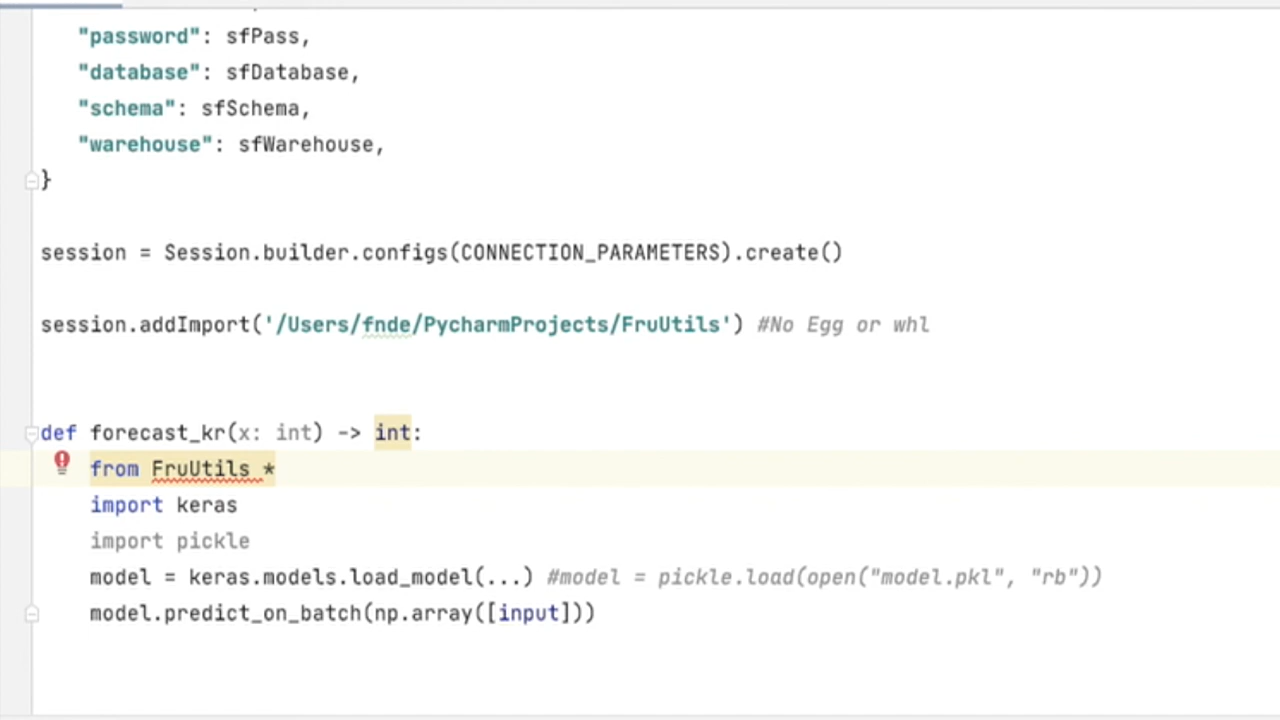 "password": sfPass,
"database": sfDatabase,
"schema": sfSchema,
"warehouse": sfWarehouse,
}
session = Session.builder.configs(CONNECTION_PARAMETERS).create()
session.addImport('/Users/fnde/PycharmProjects/FruUtils') #No Egg or whl
def forecast_kr(x: int) -> int:
from FruUtils *
import keras
import pickle
model = keras.models.load_model(...) #model = pickle.load(open("model.pkl", "rb"))
model.predict_on_batch(np.array([input]))